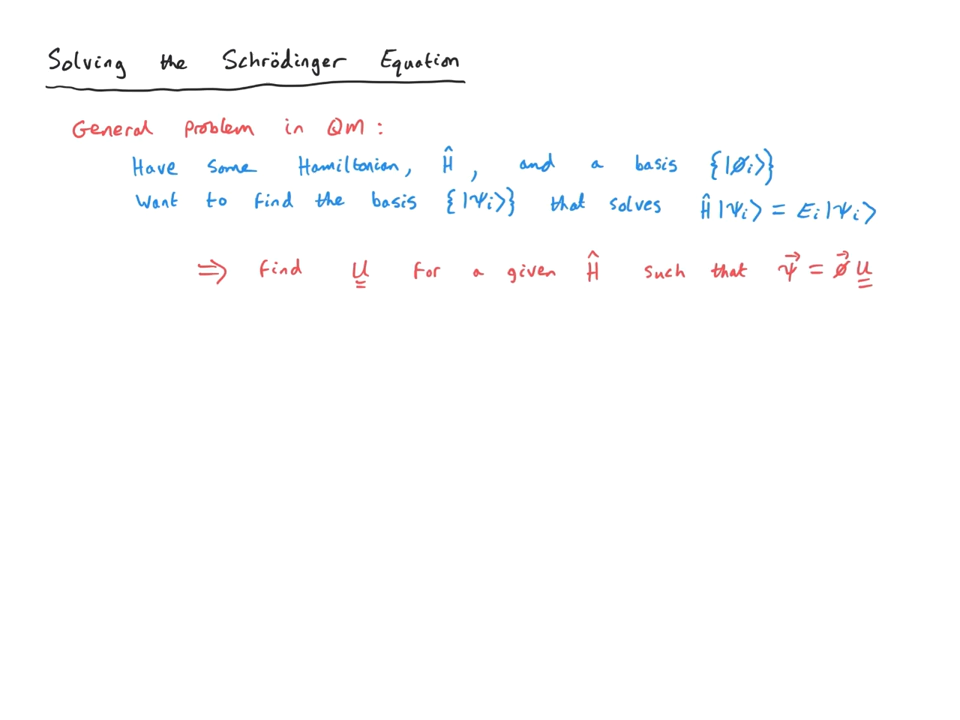 Solving the Schrödinger Equation
General problem in QM :
Have some Hamiltonian, Ĥ, and a basis {|ϕᵢ⟩}
Want to find the basis {|Ψᵢ⟩} that solves Ĥ|Ψᵢ⟩ = Eᵢ|Ψᵢ⟩
⇒ Find U̳ for a given Ĥ such that ψ⃗ = ϕ⃗ U̳